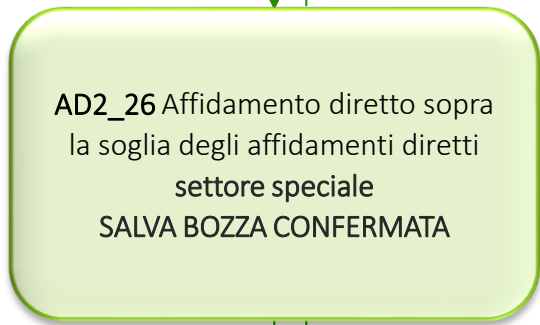 AD2_26 Affidamento diretto sopra
la soglia degli affidamenti diretti
settore speciale
SALVA BOZZA CONFERMATA